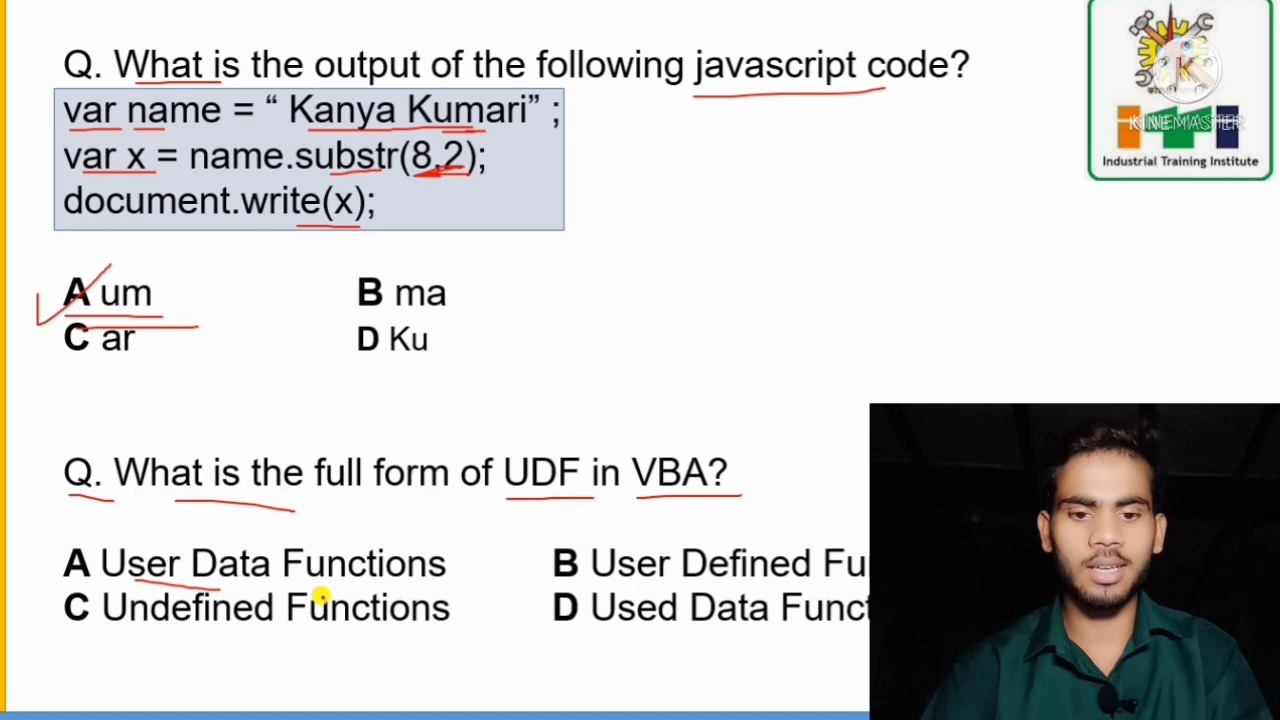 Q. What is the output of the following javascript code?
var name = “ Kanya Kumari” ;
var x = name.substr(8,2);
document.write(x);
A um
B ma
C ar
D Ku
Q. What is the full form of UDF in VBA?
A User Data Functions
B User Defined Fu
C Undefined Functions
D Used Data Funct
KINEMASTER
Industrial Training Institute